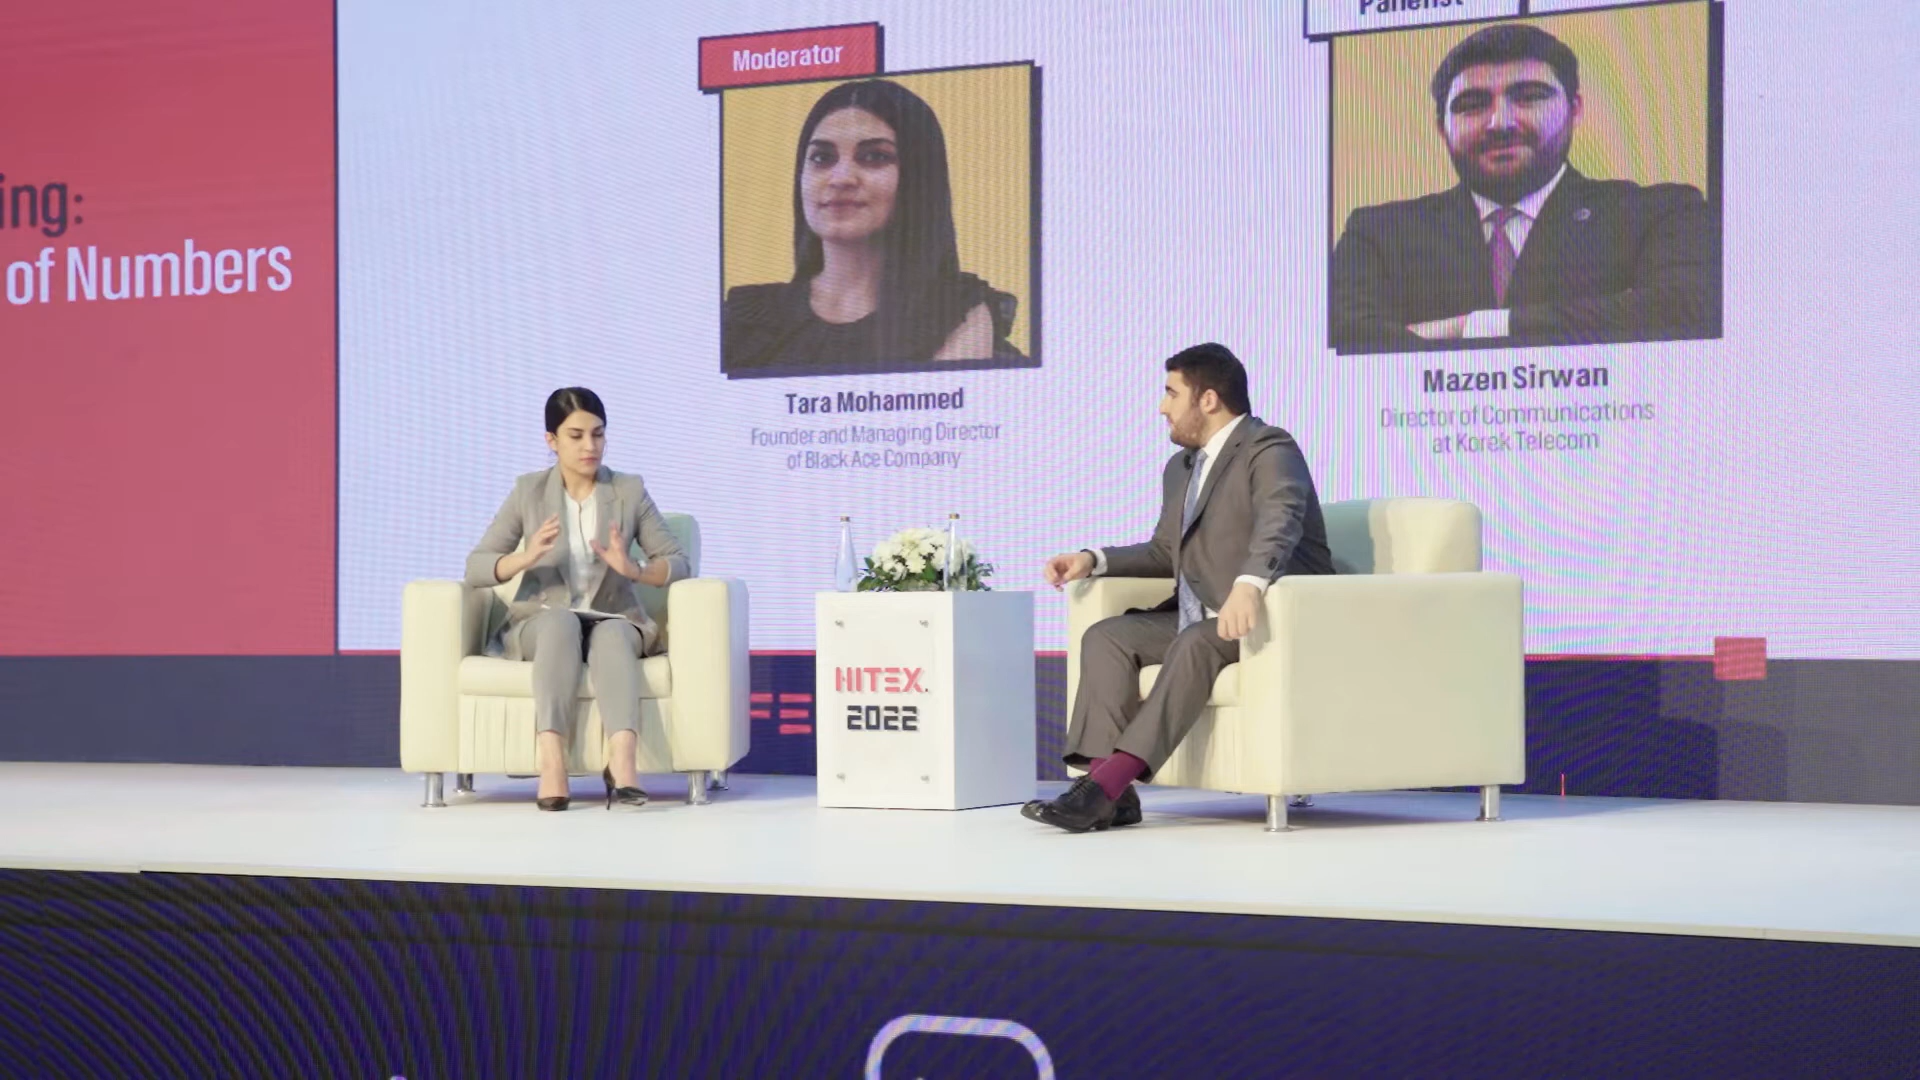 ing:
of Numbers
Moderator
Tara Mohammed
Founder and Managing Director
of Black Ace Company
Panelist
Mazen Sirwan
Director of Communications
at Korek Telecom
HITEX.
2022